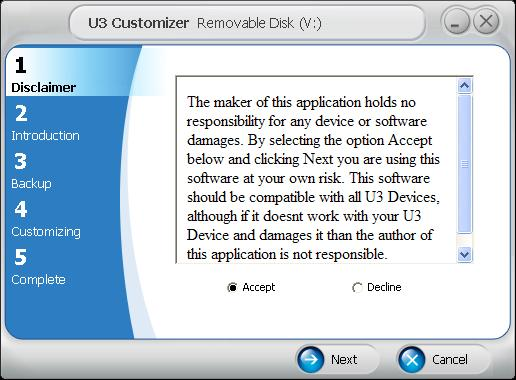 U3 Customizer Removable Disk (V:)
1
Disclaimer
2
Introduction
3
Backup
4
Customizing
5
Complete
The maker of this application holds no
responsibility for any device or software
damages. By selecting the option Accept
below and clicking Next you are using this
software at your own risk. This software
should be compatible with all U3 Devices,
although if it doesnt work with your U3
Device and damages it than the author of
this application is not responsible.
Accept Decline
Next Cancel